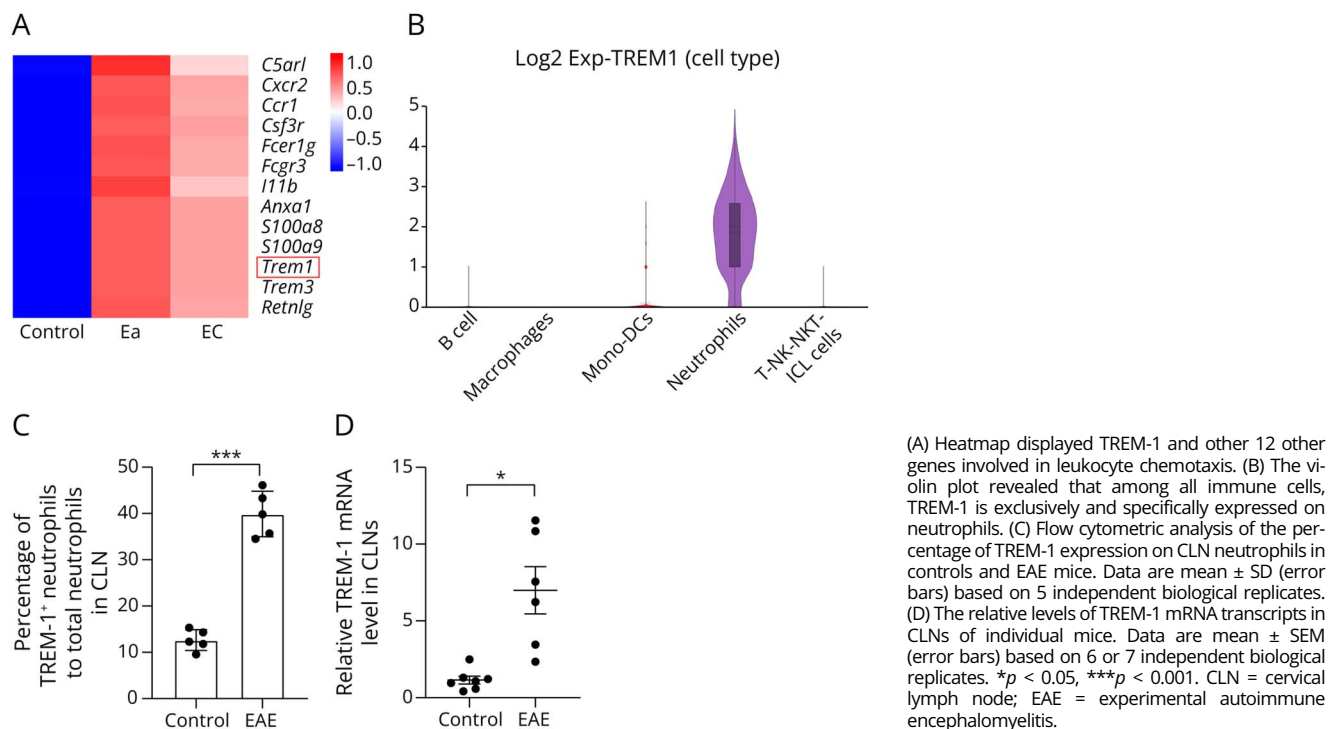 A
C5arl
Cxcr2
Ccr1
Csf3r
Fcer1g
Fcgr3
I11b
Anxa1
S100a8
S100a9
Trem1
Trem3
Retnlg
1.0
0.5
0.0
−0.5
−1.0
Control Ea EC
B
Log2 Exp-TREM1 (cell type)
5
4
3
2
1
0
B cell
Macrophages
Mono-DCs
Neutrophils
T-NK-NKT-
ICL cells
C
Percentage of
TREM-1+ neutrophils
to total neutrophils
in CLN
50
40
30
20
10
0
***
Control EAE
D
Relative TREM-1 mRNA
level in CLNs
15
10
5
0
*
Control EAE
(A) Heatmap displayed TREM-1 and other 12 other
genes involved in leukocyte chemotaxis. (B) The vi-
olin plot revealed that among all immune cells,
TREM-1 is exclusively and specifically expressed on
neutrophils. (C) Flow cytometric analysis of the per-
centage of TREM-1 expression on CLN neutrophils in
controls and EAE mice. Data are mean ± SD (error
bars) based on 5 independent biological replicates.
(D) The relative levels of TREM-1 mRNA transcripts in
CLNs of individual mice. Data are mean ± SEM
(error bars) based on 6 or 7 independent biological
replicates. *p < 0.05, ***p < 0.001. CLN = cervical
lymph node; EAE = experimental autoimmune
encephalomyelitis.